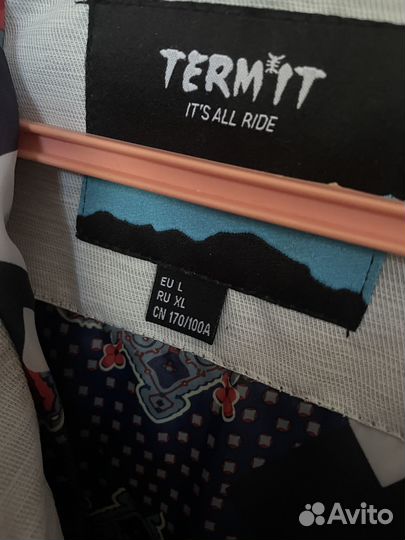 TERMIT
IT'S ALL RIDE
EU L
RU XL
CN 170/100A
Avito